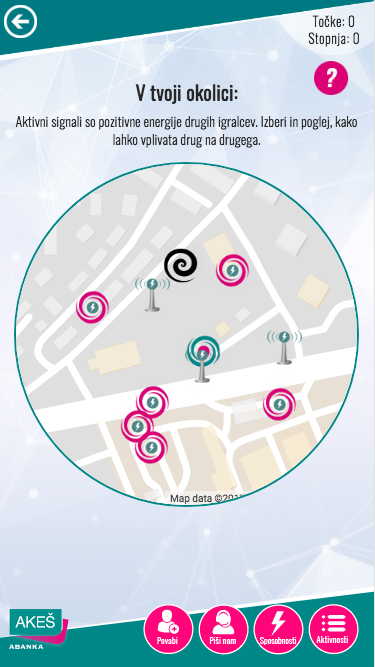 Točke: 0
Stopnja: 0
?
V tvoji okolici:
Aktivni signali so pozitivne energije drugih igralcev. Izberi in poglej, kako
lahko vplivata drug na drugega.
Map data ©201
AKEŠ
ABANKA
Povabi
Piši nam
Sposobnosti
Aktivnosti